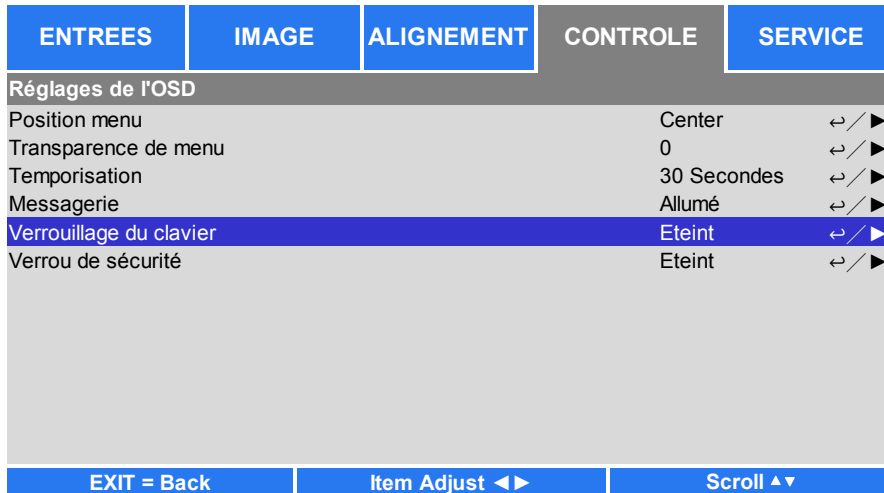 ENTREES IMAGE ALIGNEMENT CONTROLE SERVICE
Réglages de l'OSD
Position menu Center ↩/►
Transparence de menu 0 ↩/►
Temporisation 30 Secondes ↩/►
Messagerie Allumé ↩/►
Verrouillage du clavier Eteint ↩/►
Verrou de sécurité Eteint ↩/►
EXIT = Back Item Adjust ◄► Scroll ▲▼